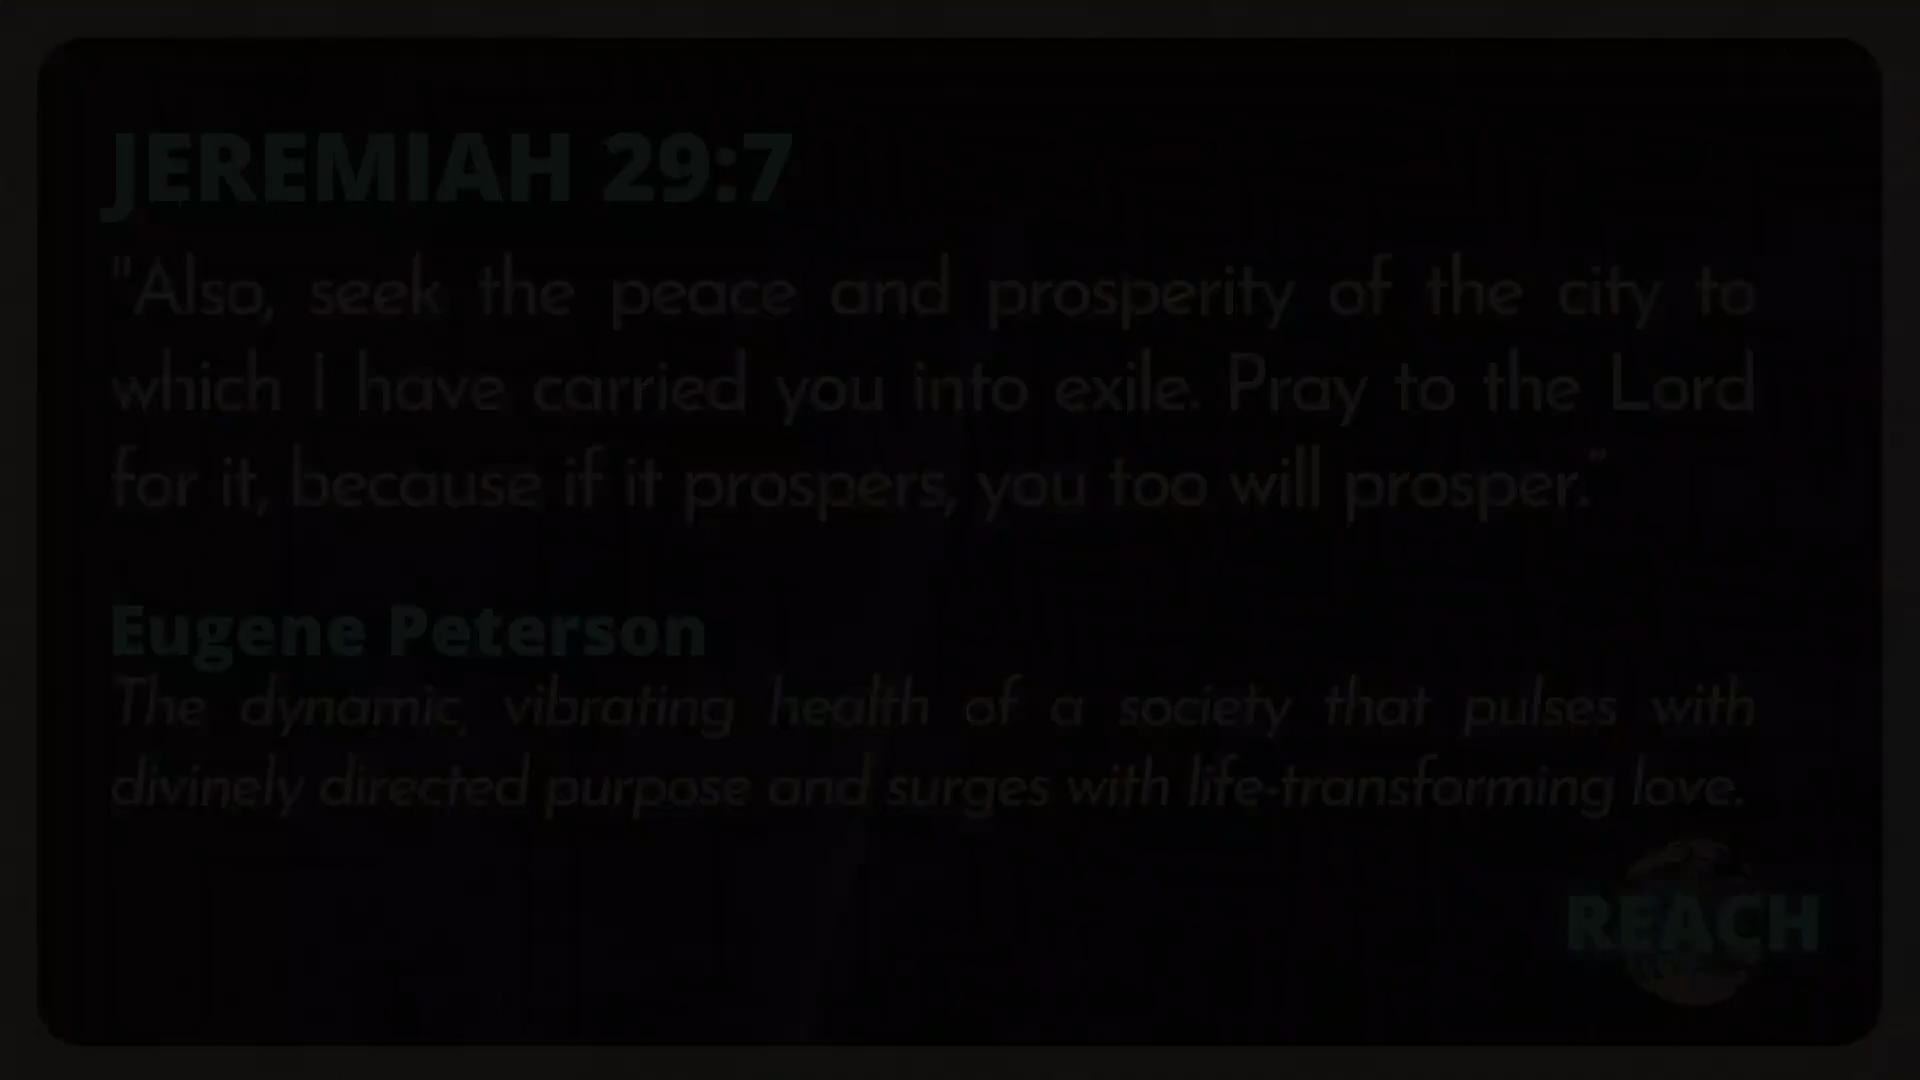 JEREMIAH 29:7
"Also, seek the peace and prosperity of the city to
which I have carried you into exile. Pray to the Lord
for it, because if it prospers, you too will prosper.”
Eugene Peterson
The dynamic, vibrating health of a society that pulses with
divinely directed purpose and surges with life-transforming love.
REACH